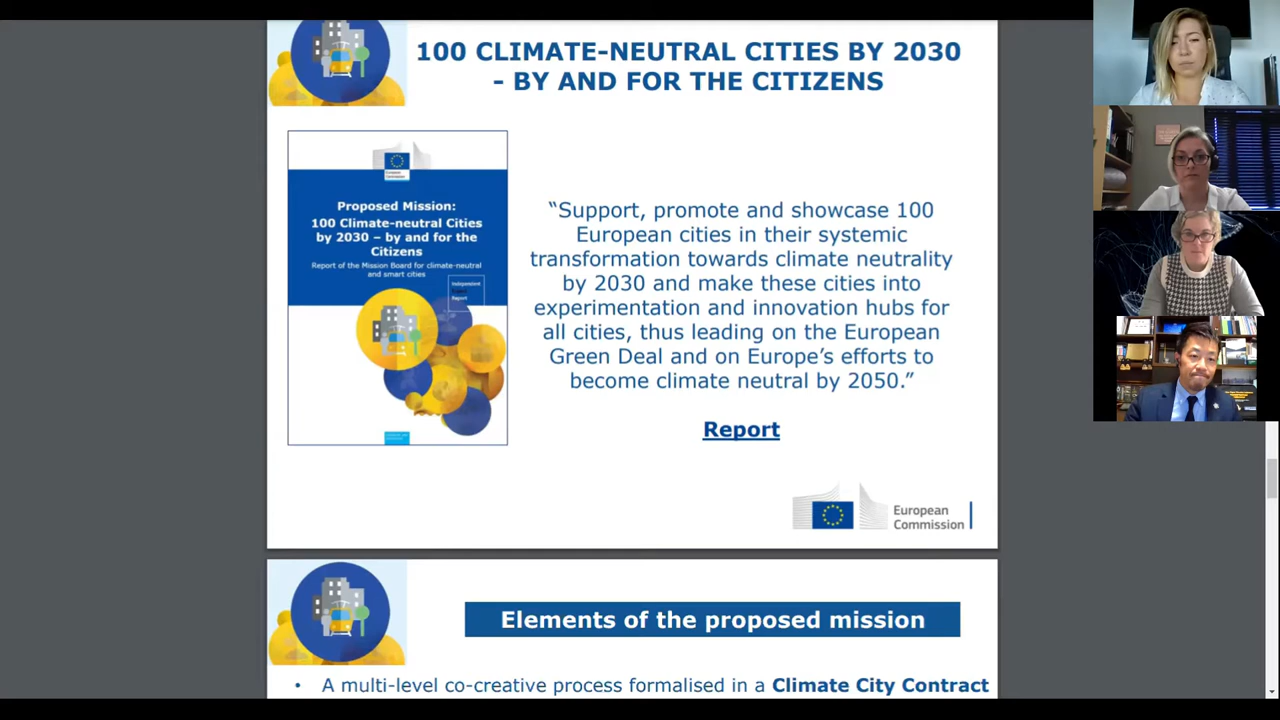 100 CLIMATE-NEUTRAL CITIES BY 2030
- BY AND FOR THE CITIZENS
European
Commission
Proposed Mission:
100 Climate-neutral Cities
by 2030 – by and for the
Citizens
Report of the Mission Board for climate-neutral
and smart cities
Independent
Expert
Report
“Support, promote and showcase 100
European cities in their systemic
transformation towards climate neutrality
by 2030 and make these cities into
experimentation and innovation hubs for
all cities, thus leading on the European
Green Deal and on Europe’s efforts to
become climate neutral by 2050.”
Report
European
Commission
Elements of the proposed mission
• A multi-level co-creative process formalised in a Climate City Contract